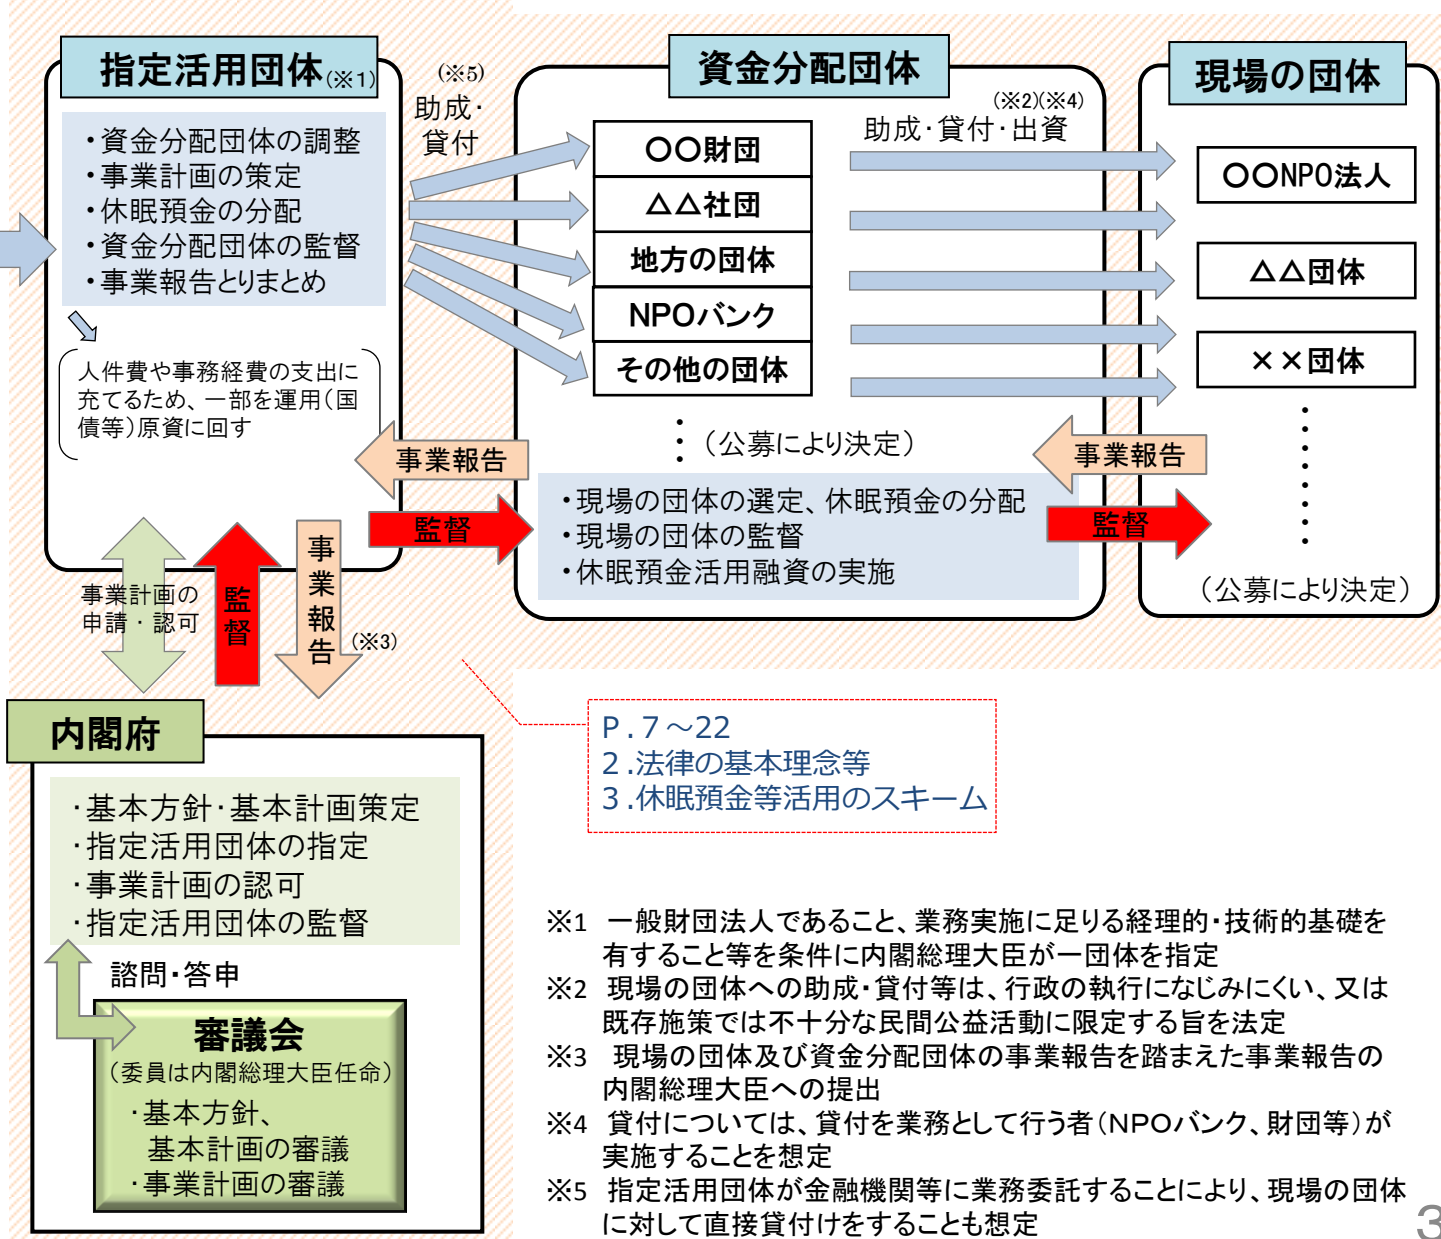 指定活用団体(※1)
・資金分配団体の調整
・事業計画の策定
・休眠預金の分配
・資金分配団体の監督
・事業報告とりまとめ
人件費や事務経費の支出に
充てるため、一部を運用（国
債等）原資に回す
(※5)
助成・
貸付
資金分配団体
〇〇財団
△△社団
地方の団体
NPOバンク
その他の団体
（公募により決定）
・現場の団体の選定、休眠預金の分配
・現場の団体の監督
・休眠預金活用融資の実施
(※2)(※4)
助成・貸付・出資
現場の団体
〇〇NPO法人
△△団体
××団体
（公募により決定）
事業報告
監督
事業報告
監督
事業計画の
申請・認可
監督
事業報告
(※3)
内閣府
・基本方針・基本計画策定
・指定活用団体の指定
・事業計画の認可
・指定活用団体の監督
諮問・答申
審議会
（委員は内閣総理大臣任命）
・基本方針、
基本計画の審議
・事業計画の審議
P.7～22
2.法律の基本理念等
3.休眠預金等活用のスキーム
※1 一般財団法人であること、業務実施に足りる経理的・技術的基礎を
有すること等を条件に内閣総理大臣が一団体を指定
※2 現場の団体への助成・貸付等は、行政の執行になじみにくい、又は
既存施策では不十分な民間公益活動に限定する旨を法定
※3 現場の団体及び資金分配団体の事業報告を踏まえた事業報告の
内閣総理大臣への提出
※4 貸付については、貸付を業務として行う者（NPOバンク、財団等）が
実施することを想定
※5 指定活用団体が金融機関等に業務委託することにより、現場の団体
に対して直接貸付けをすることも想定
3